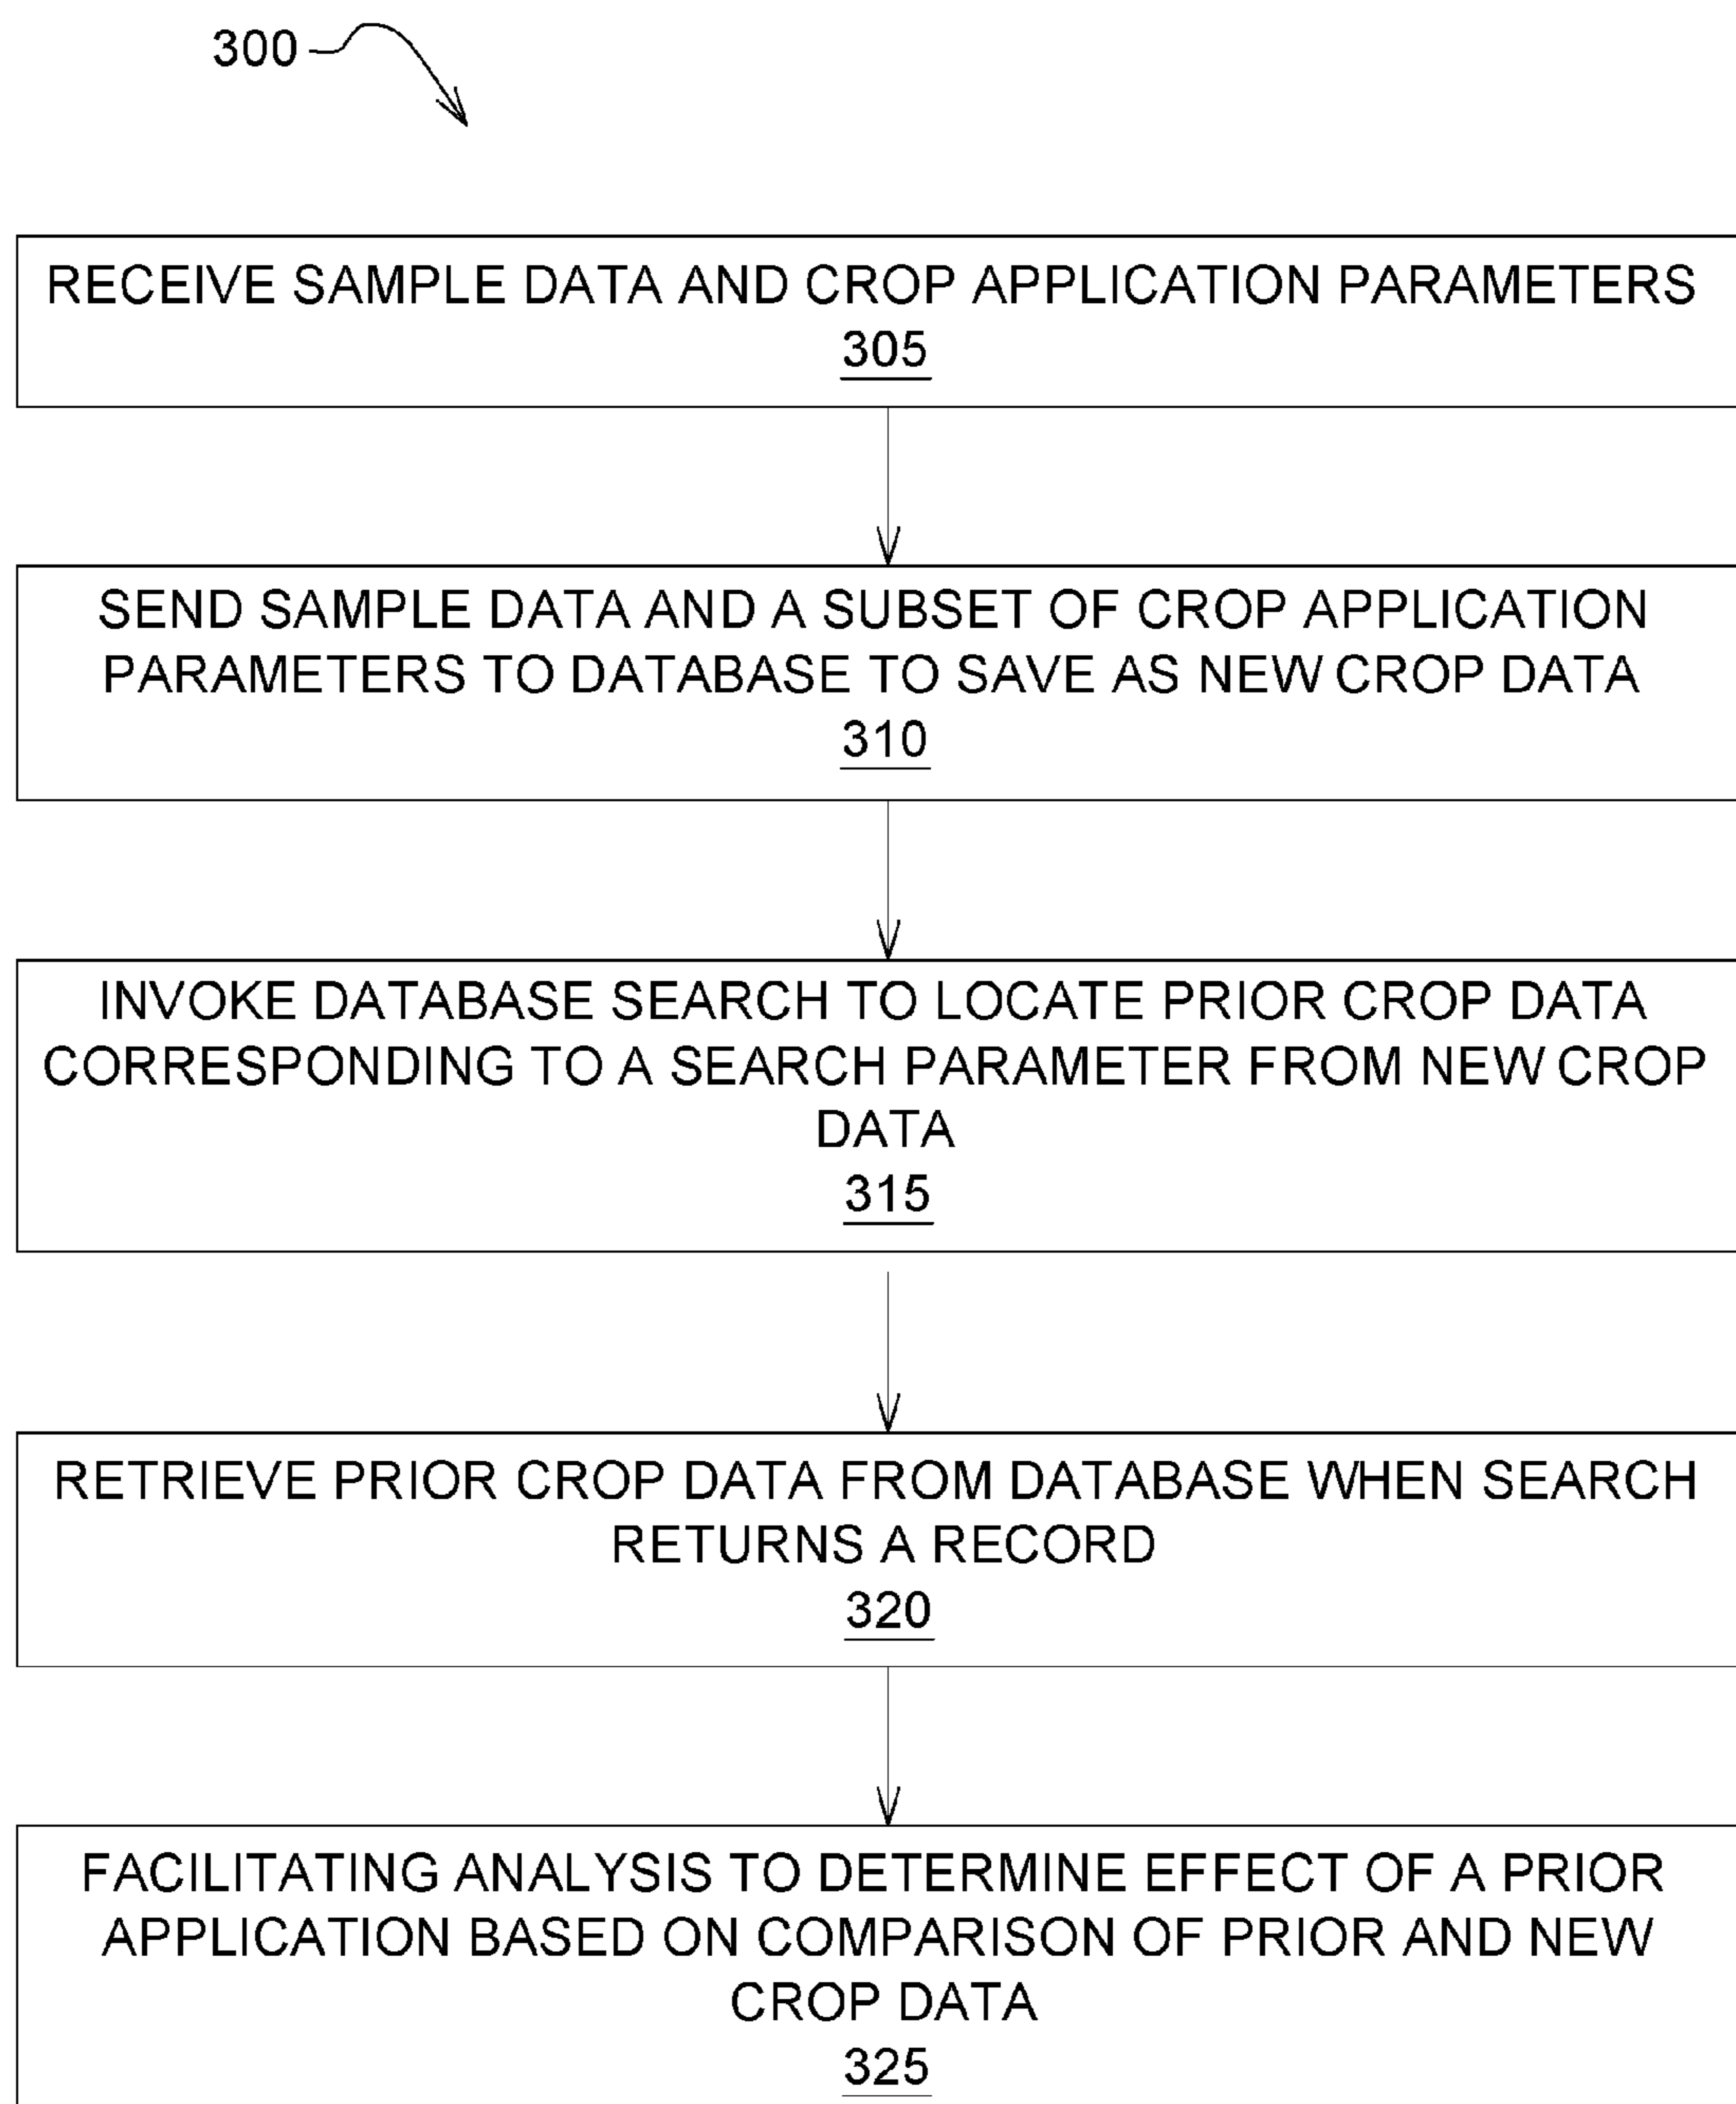 300
RECEIVE SAMPLE DATA AND CROP APPLICATION PARAMETERS
305
SEND SAMPLE DATA AND A SUBSET OF CROP APPLICATION
PARAMETERS TO DATABASE TO SAVE AS NEW CROP DATA
310
INVOKE DATABASE SEARCH TO LOCATE PRIOR CROP DATA
CORRESPONDING TO A SEARCH PARAMETER FROM NEW CROP
DATA
315
RETRIEVE PRIOR CROP DATA FROM DATABASE WHEN SEARCH
RETURNS A RECORD
320
FACILITATING ANALYSIS TO DETERMINE EFFECT OF A PRIOR
APPLICATION BASED ON COMPARISON OF PRIOR AND NEW
CROP DATA
325